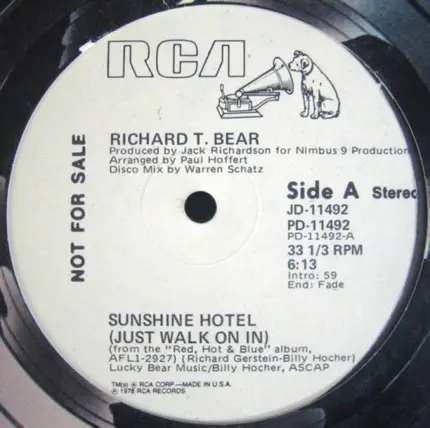 RCA
RICHARD T. BEAR
Produced by Jack Richardson for Nimbus 9 Production
Arranged by Paul Hoffert
Disco Mix by Warren Schatz
NOT FOR SALE
Side A Stereo
JD-11492
PD-11492
PD-11492-A
33 1/3 RPM
6:13
Intro: 59
End: Fade
SUNSHINE HOTEL
(JUST WALK ON IN)
(from the "Red, Hot & Blue" album,
AFL1-2927) (Richard Gerstein-Billy Hocher)
Lucky Bear Music/Billy Hocher, ASCAP
TM(s) ® RCA CORP.—MADE IN U.S.A.
℗ 1978 RCA RECORDS